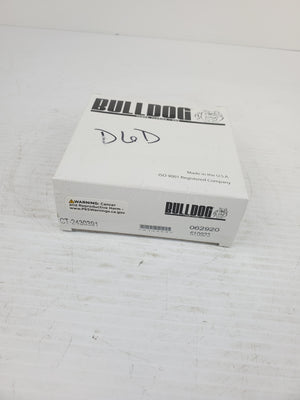 BULLDOG
D6D
Made in the U.S.A.
ISO 9001 Registered Company
WARNING: Cancer
and Reproductive Harm -
www.P65Warnings.ca.gov
BULLDOG
CT-2430291
062920